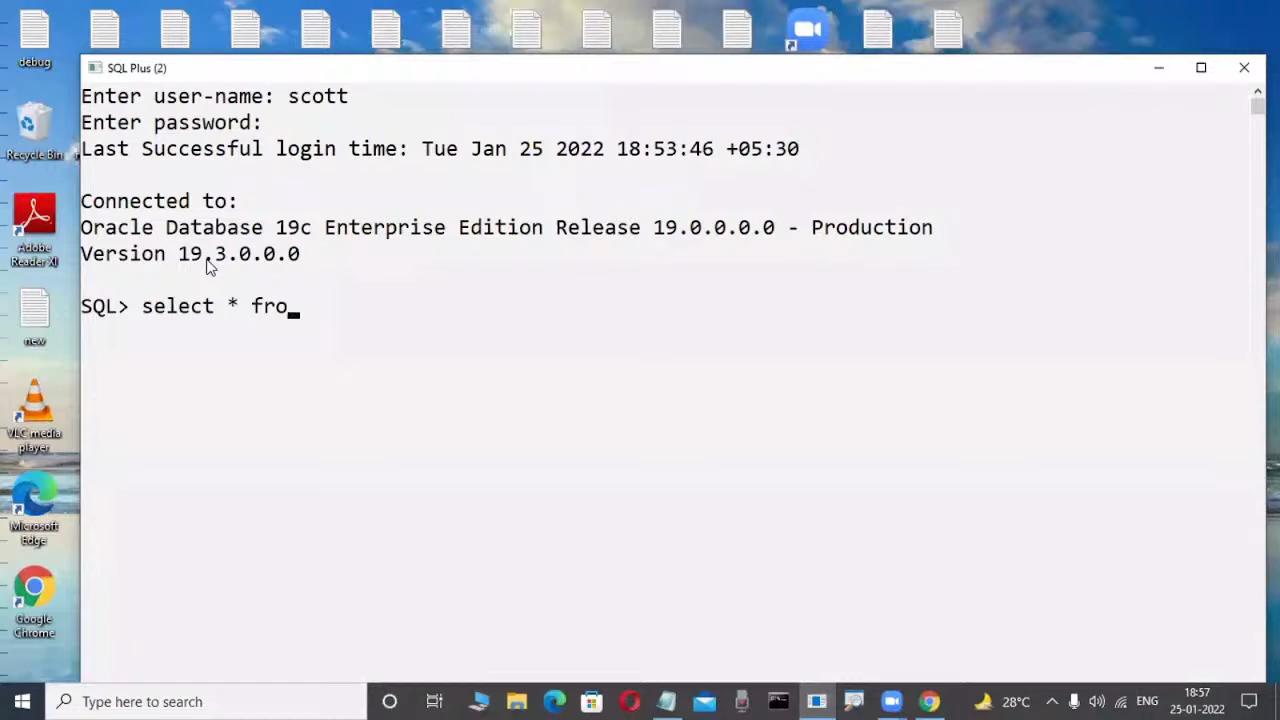 debug
SQL Plus (2)
Enter user-name: scott
Enter password:
Last Successful login time: Tue Jan 25 2022 18:53:46 +05:30
Connected to:
Oracle Database 19c Enterprise Edition Release 19.0.0.0.0 - Production
Version 19.3.0.0.0
SQL> select * fro
Recycle Bin
Adobe
Reader XI
new
VLC media
player
Microsoft
Edge
Google
Chrome
Type here to search
28°C
ENG
18:57
25-01-2022